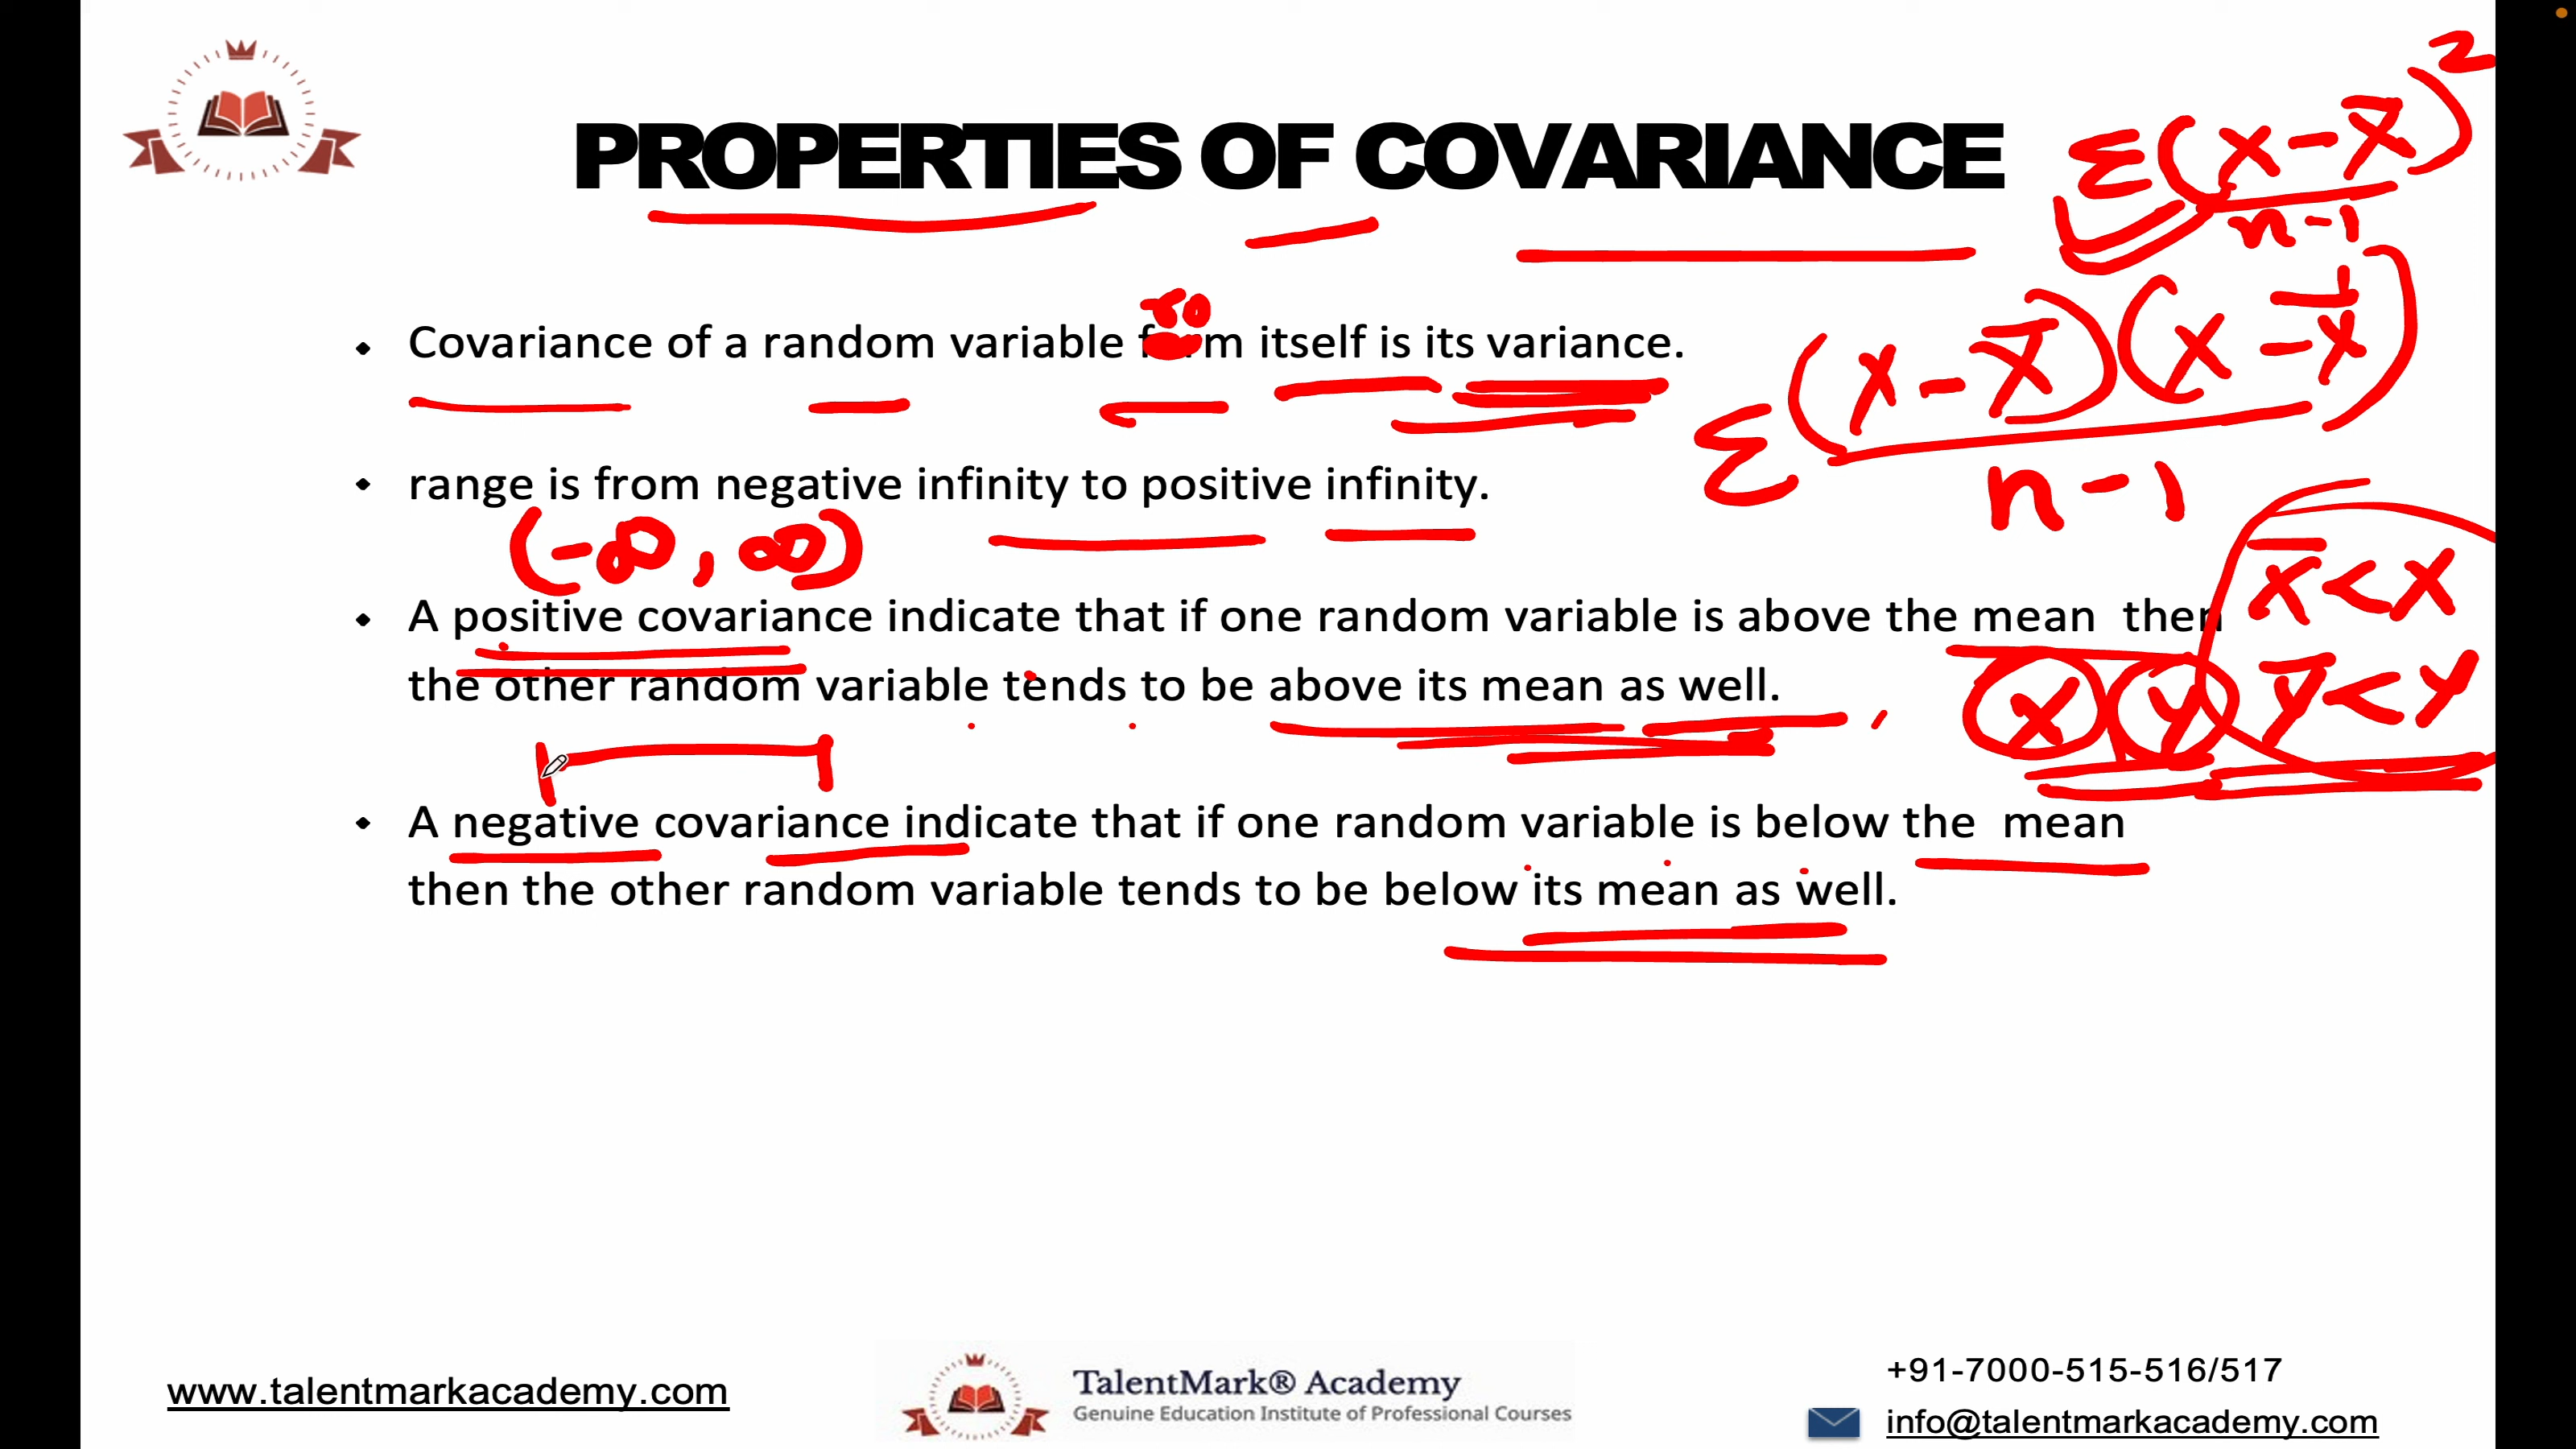 PROPERTIES OF COVARIANCE
Σ(x-x̄)²
n-1
Covariance of a random variable itself is its variance.
Σ(x-x̄)(x-x̄)
n-1
range is from negative infinity to positive infinity.
(-∞, ∞)
x̄<x
A positive covariance indicate that if one random variable is above the mean then
the other random variable tends to be above its mean as well.
x y ȳ<y
A negative covariance indicate that if one random variable is below the mean
then the other random variable tends to be below its mean as well.
www.talentmarkacademy.com
TalentMark® Academy
Genuine Education Institute of Professional Courses
+91-7000-515-516/517
info@talentmarkacademy.com